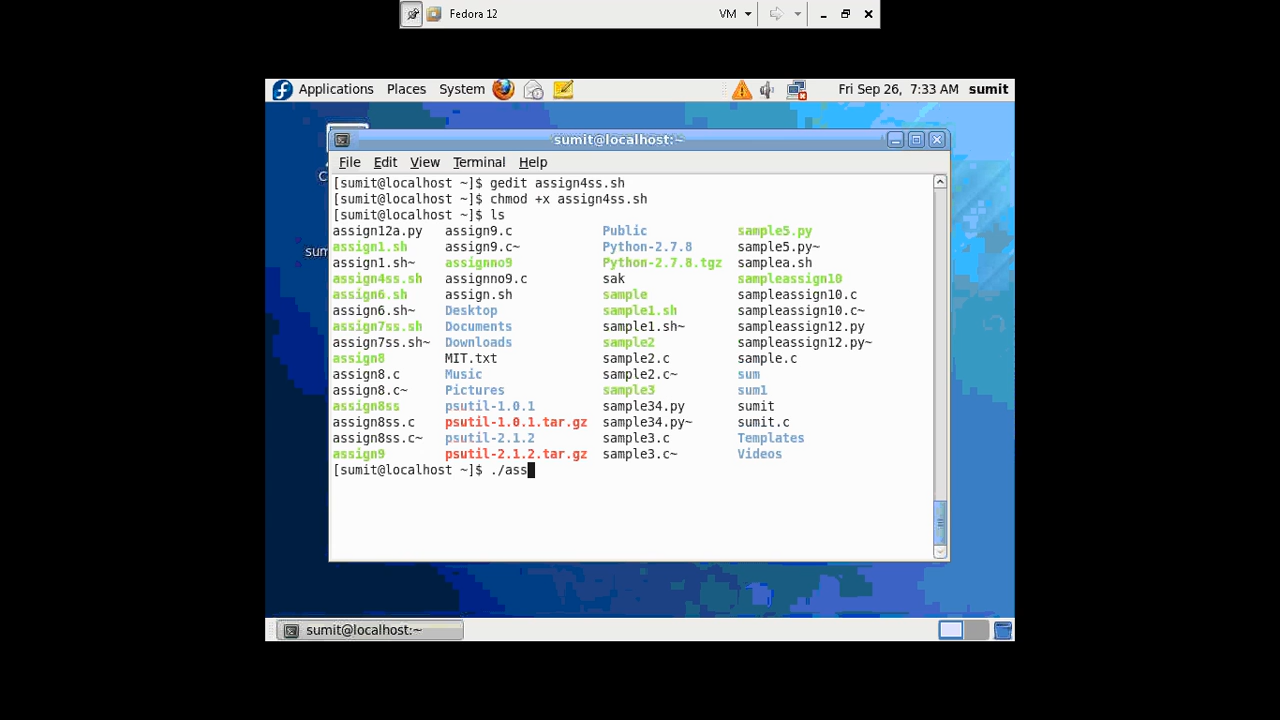 Fedora 12 VM
Applications Places System Fri Sep 26, 7:33 AM sumit
sumit@localhost:~
File Edit View Terminal Help
[sumit@localhost ~]$ gedit assign4ss.sh
[sumit@localhost ~]$ chmod +x assign4ss.sh
[sumit@localhost ~]$ ls
assign12a.py assign9.c Public sample5.py
assign1.sh assign9.c~ Python-2.7.8 sample5.py~
assign1.sh~ assignno9 Python-2.7.8.tgz samplea.sh
assign4ss.sh assignno9.c sak sampleassign10
assign6.sh assign.sh sample sampleassign10.c
assign6.sh~ Desktop sample1.sh sampleassign10.c~
assign7ss.sh Documents sample1.sh~ sampleassign12.py
assign7ss.sh~ Downloads sample2 sampleassign12.py~
assign8 MIT.txt sample2.c sample.c
assign8.c Music sample2.c~ sum
assign8.c~ Pictures sample3 sum1
assign8ss psutil-1.0.1 sample34.py sumit
assign8ss.c psutil-1.0.1.tar.gz sample34.py~ sumit.c
assign8ss.c~ psutil-2.1.2 sample3.c Templates
assign9 psutil-2.1.2.tar.gz sample3.c~ Videos
[sumit@localhost ~]$ ./ass
sumit@localhost:~